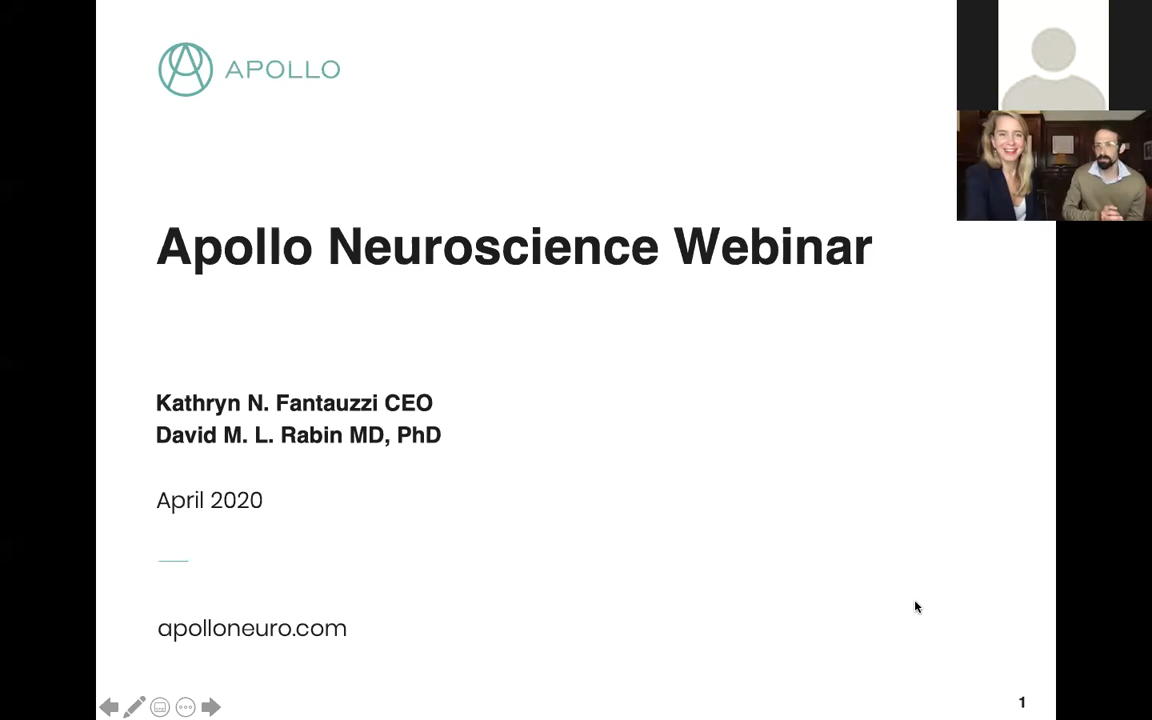 APOLLO
Apollo Neuroscience Webinar
Kathryn N. Fantauzzi CEO
David M. L. Rabin MD, PhD
April 2020
apolloneuro.com
1